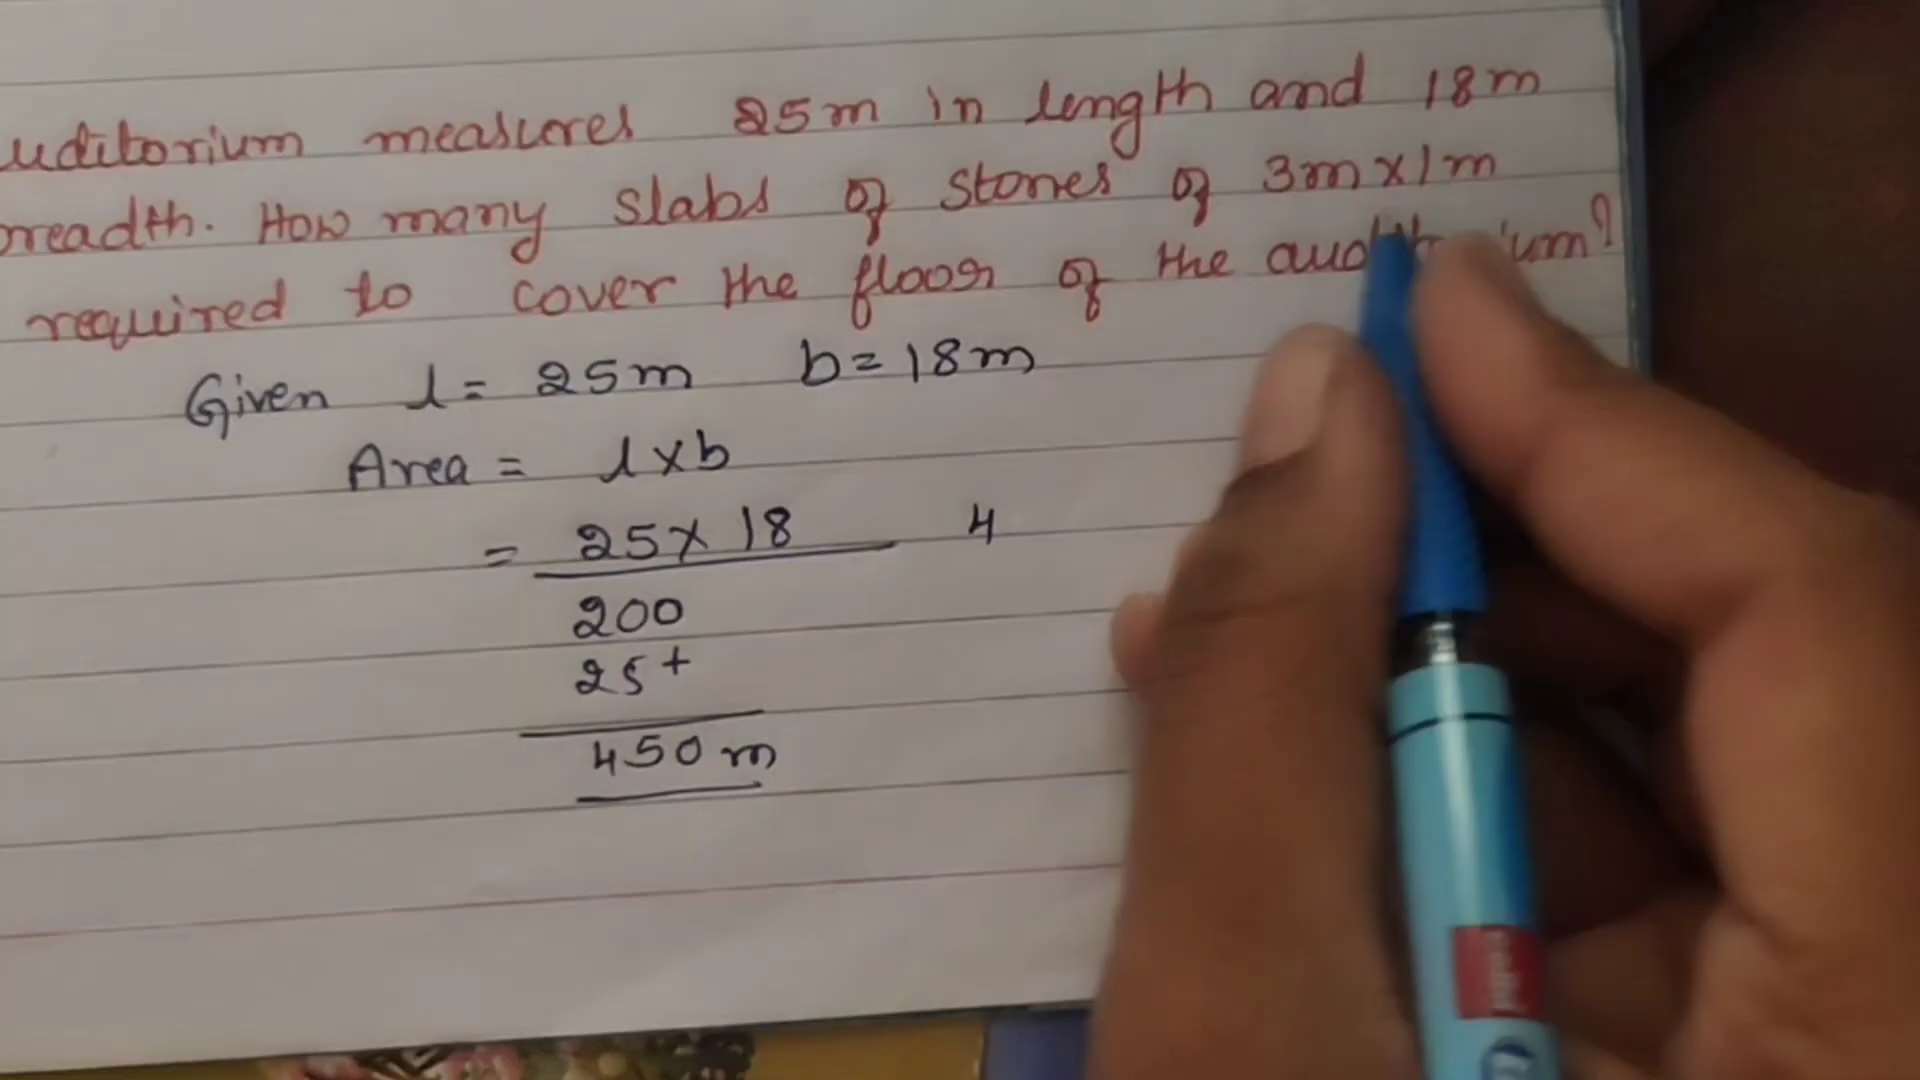 uditorium measures 25m in length and 18m
readth. How many slabs of stones of 3m×1m
required to cover the floor of the auditorium?
Given l = 25m b=18m
Area = l×b
= 25× 18 4
200
25+
450 m